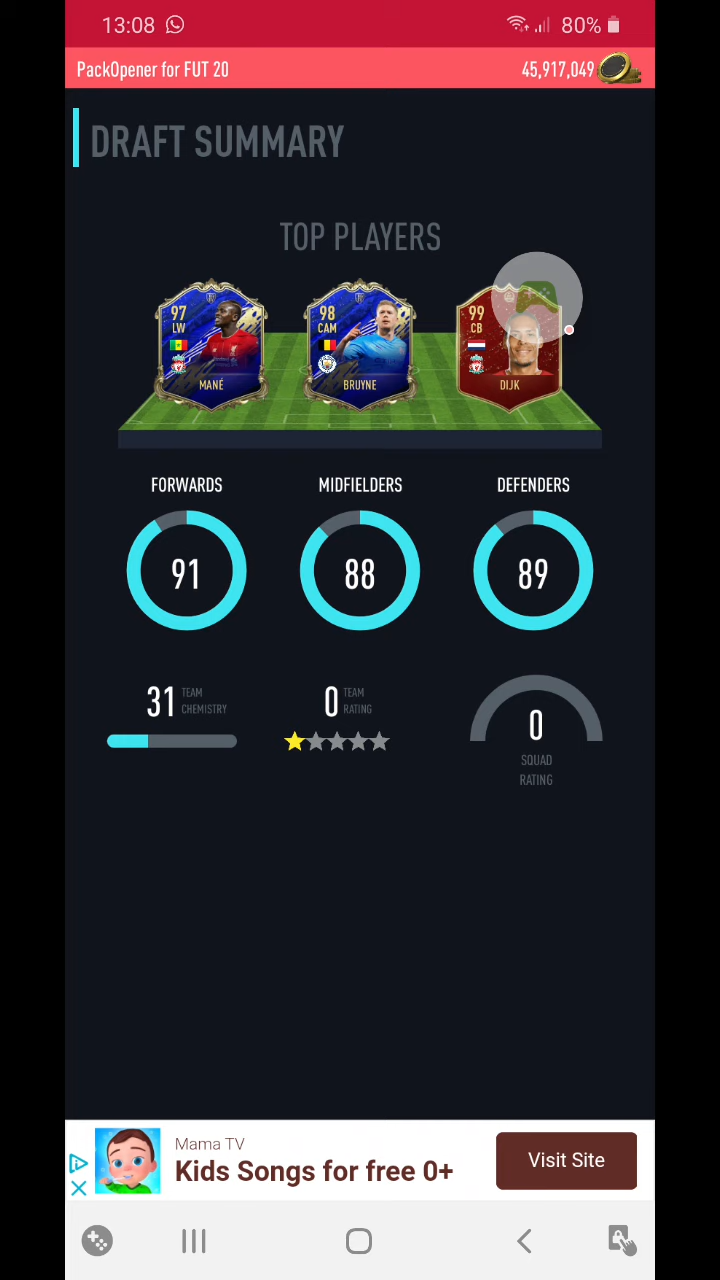 13:08
80%
PackOpener for FUT 20
45,917,049
DRAFT SUMMARY
TOP PLAYERS
97
LW
MANÉ
98
CAM
BRUYNE
99
CB
DIJK
FORWARDS
MIDFIELDERS
DEFENDERS
91
88
89
31 TEAM CHEMISTRY
0 TEAM RATING
0
SQUAD
RATING
Mama TV
Kids Songs for free 0+
Visit Site